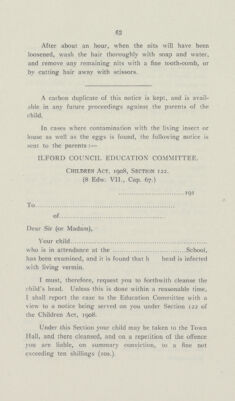 62
After about an hour, when the nits will have been
loosened, wash the hair thoroughly with soap and water,
and remove any remaining nits with a fine tooth-comb, or
by cutting hair away with scissors.
A carbon duplicate of this notice is kept, and is avail-
able in any future proceedings against the parents of the
child.
In cases where contamination with the living insect or
louse as well as the eggs is found, the following notice is
sent to the parents :—
ILFORD COUNCIL EDUCATION COMMITTEE.
CHILDREN ACT, 1908, SECTION 122.
(8 Edw. VII., Cap. 67.)
..............................191
To..............................
of..............................
Dear Sir (or Madam),
Your child..............................
who is in attendance at the ..............................School,
has been examined, and it is found that h head is infected
with living vermin.
I must, therefore, request you to forthwith cleanse the
child's head. Unless this is done within a reasonable time,
I shall report the case to the Education Committee with a
view to a notice being served on you under Section 122 of
the Children Act, 1908.
Under this Section your child may be taken to the Town
Hall, and there cleansed, and on a repetition of the offence
you are liable, on summary conviction, to a fine not
exceeding ten shillings (10s.).